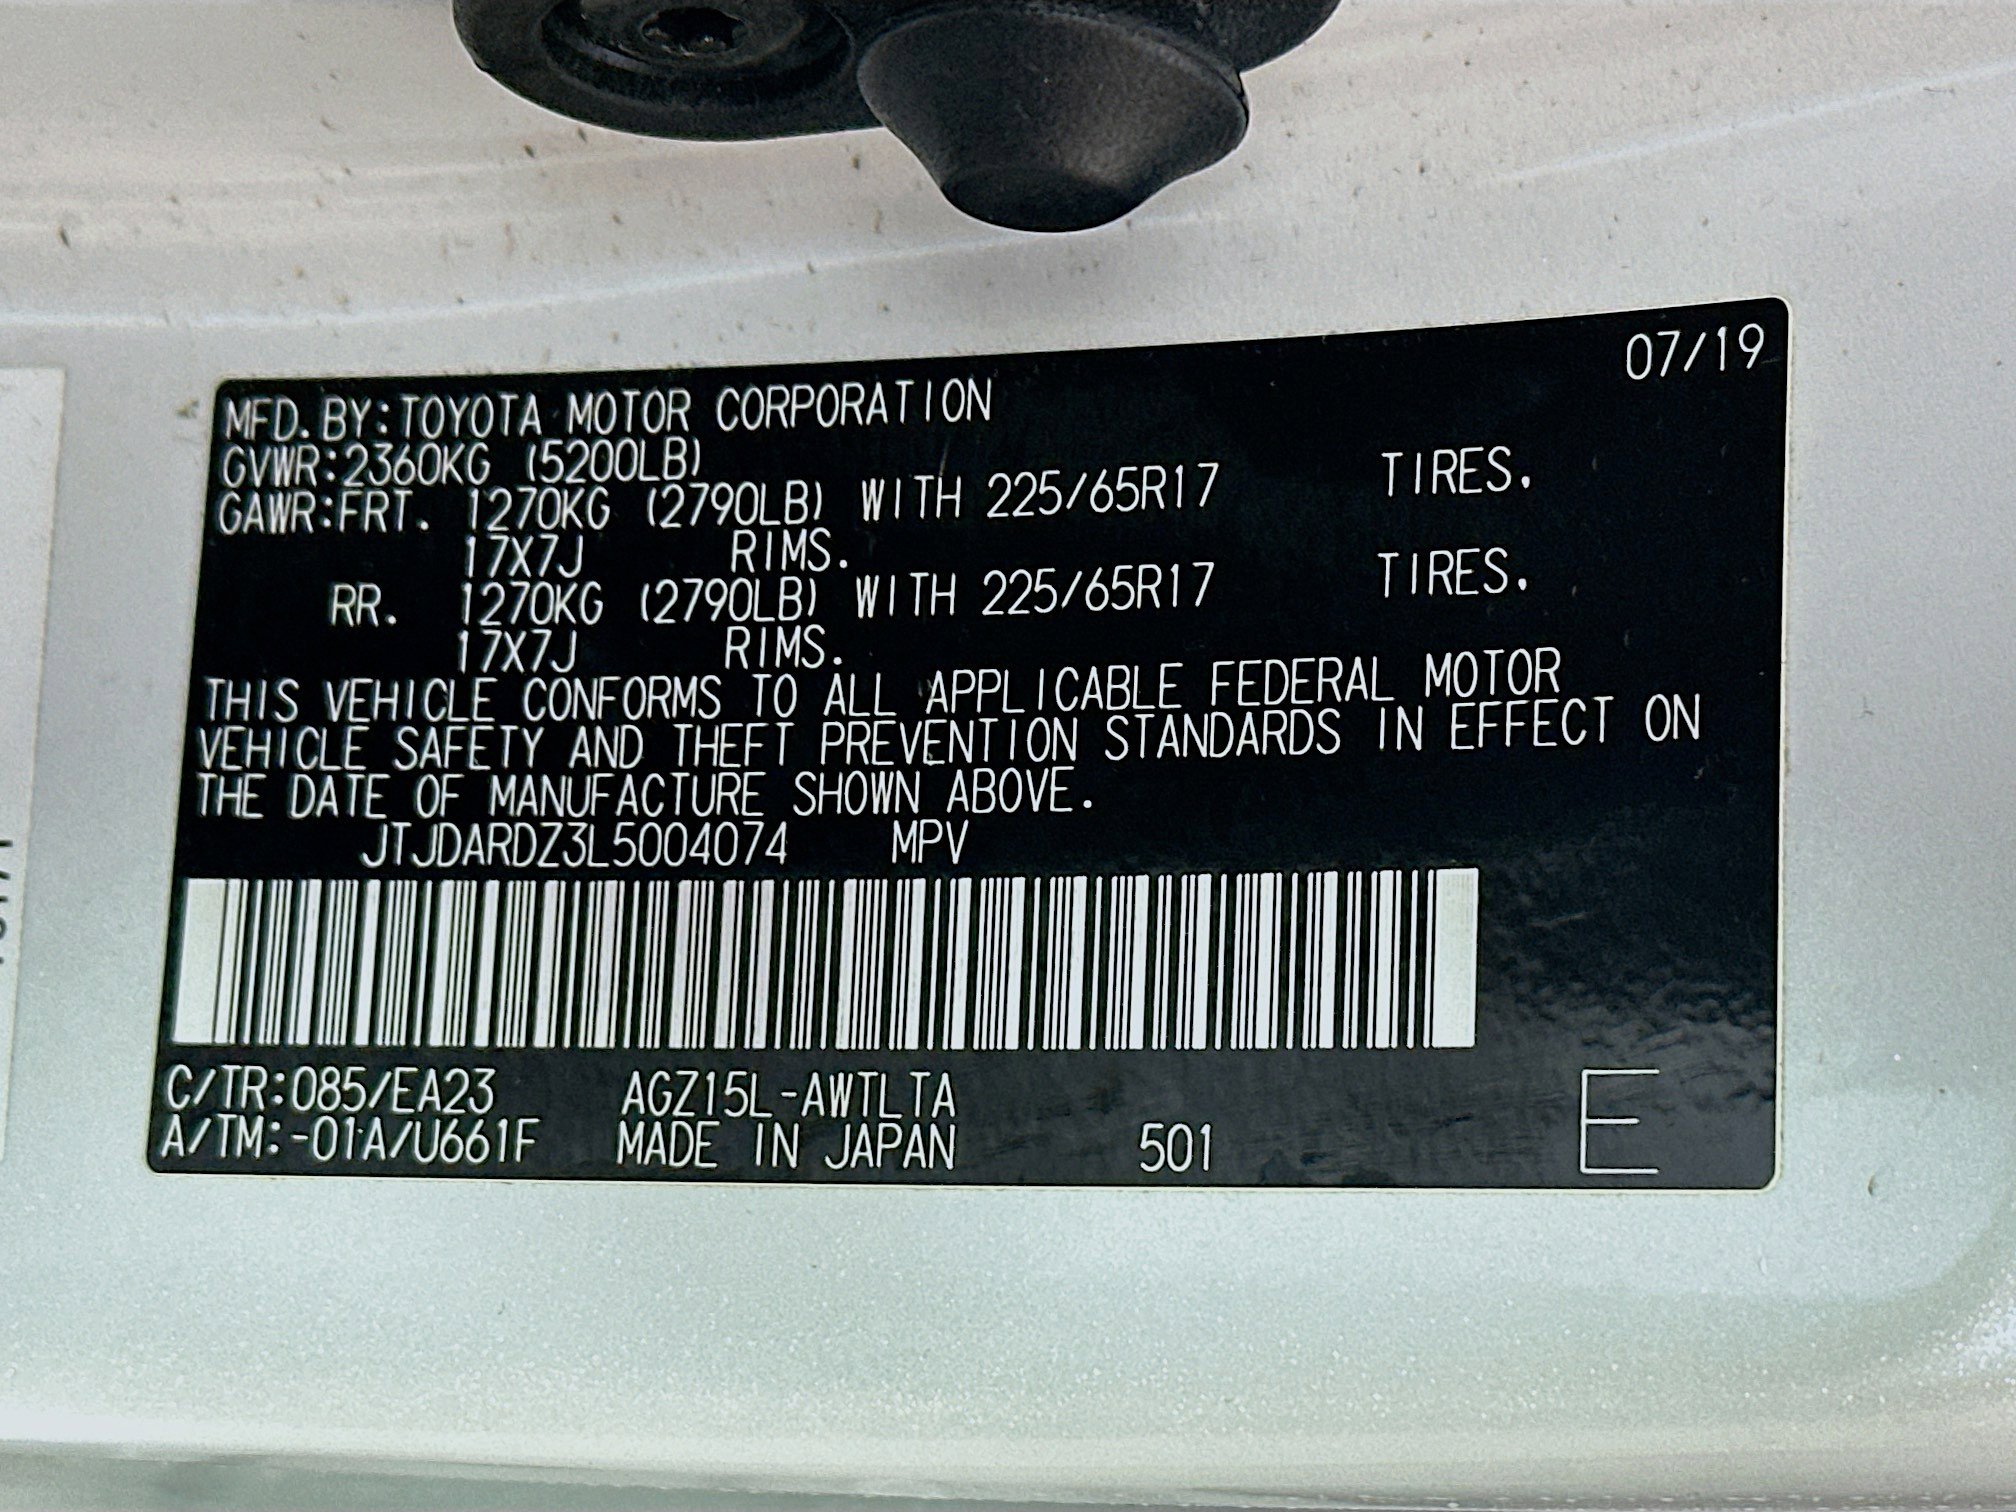 07/19
MFD.BY:TOYOTA MOTOR CORPORATION
GVWR:2360KG (5200LB)
GAWR:FRT. 1270KG (2790LB) WITH 225/65R17 TIRES.
17X7J RIMS.
RR. 1270KG (2790LB) WITH 225/65R17 TIRES.
17X7J RIMS.
THIS VEHICLE CONFORMS TO ALL APPLICABLE FEDERAL MOTOR
VEHICLE SAFETY AND THEFT PREVENTION STANDARDS IN EFFECT ON
THE DATE OF MANUFACTURE SHOWN ABOVE.
JTJDARDZ3L5004074 MPV
C/TR:085/EA23 AGZ15L-AWTLTA
A/TM:-01A/U661F MADE IN JAPAN 501 E